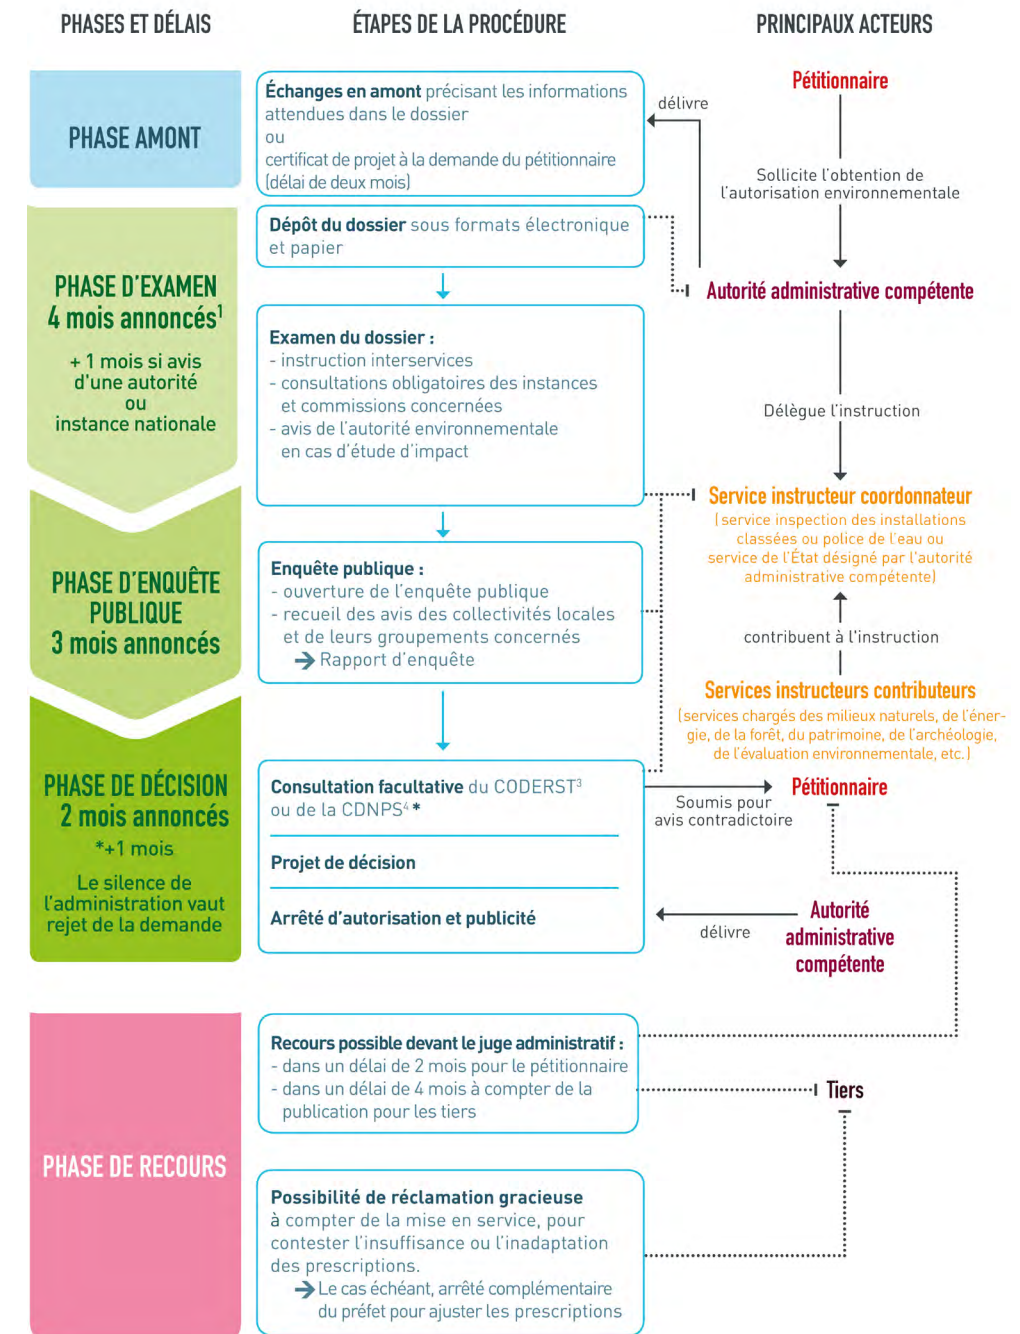 PHASES ET DÉLAIS
ÉTAPES DE LA PROCÉDURE
PRINCIPAUX ACTEURS
PHASE AMONT
Échanges en amont précisant les informations
attendues dans le dossier
ou
certificat de projet à la demande du pétitionnaire
(délai de deux mois)
délivre
Pétitionnaire
Sollicite l'obtention de
l'autorisation environnementale
Autorité administrative compétente
PHASE D'EXAMEN
4 mois annoncés1
+ 1 mois si avis
d'une autorité
ou
instance nationale
Dépôt du dossier sous formats électronique
et papier
Examen du dossier :
- instruction interservices
- consultations obligatoires des instances
et commissions concernées
- avis de l'autorité environnementale
en cas d'étude d'impact
Délègue l'instruction
Service instructeur coordonnateur
(service inspection des installations
classées ou police de l'eau ou
service de l'État désigné par l'autorité
administrative compétente)
PHASE D'ENQUÊTE
PUBLIQUE
3 mois annoncés
Enquête publique :
- ouverture de l'enquête publique
- recueil des avis des collectivités locales
et de leurs groupements concernés
→ Rapport d'enquête
contribuent à l'instruction
Services instructeurs contributeurs
(services chargés des milieux naturels, de l'éner-
gie, de la forêt, du patrimoine, de l'archéologie,
de l'évaluation environnementale, etc.)
PHASE DE DÉCISION
2 mois annoncés
*+1 mois
Le silence de
l'administration vaut
rejet de la demande
Consultation facultative du CODERST3
ou de la CDNPS4 *
Projet de décision
Arrêté d'autorisation et publicité
Soumis pour
avis contradictoire
Pétitionnaire
délivre
Autorité
administrative
compétente
PHASE DE RECOURS
Recours possible devant le juge administratif :
- dans un délai de 2 mois pour le pétitionnaire
- dans un délai de 4 mois à compter de la
publication pour les tiers
Tiers
Possibilité de réclamation gracieuse
à compter de la mise en service, pour
contester l'insuffisance ou l'inadaptation
des prescriptions.
→ Le cas échéant, arrêté complémentaire
du préfet pour ajuster les prescriptions